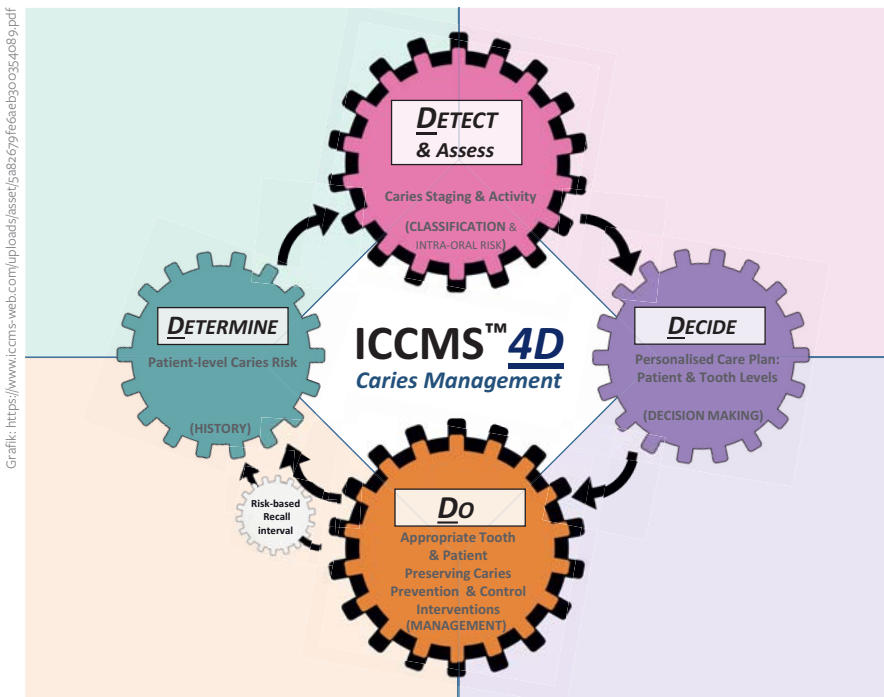 Grafik: https://www.iccms-web.com/uploads/asset/5a82679fe6aeb300354089.pdf
DETECT
& Assess
Caries Staging & Activity
(CLASSIFICATION &
INTRA-ORAL RISK)
DETERMINE
Patient-level Caries Risk
(HISTORY)
ICCMS™ 4D
Caries Management
DECIDE
Personalised Care Plan:
Patient & Tooth Levels
(DECISION MAKING)
Risk-based
Recall
interval
DO
Appropriate Tooth
& Patient
Preserving Caries
Prevention & Control
Interventions
(MANAGEMENT)